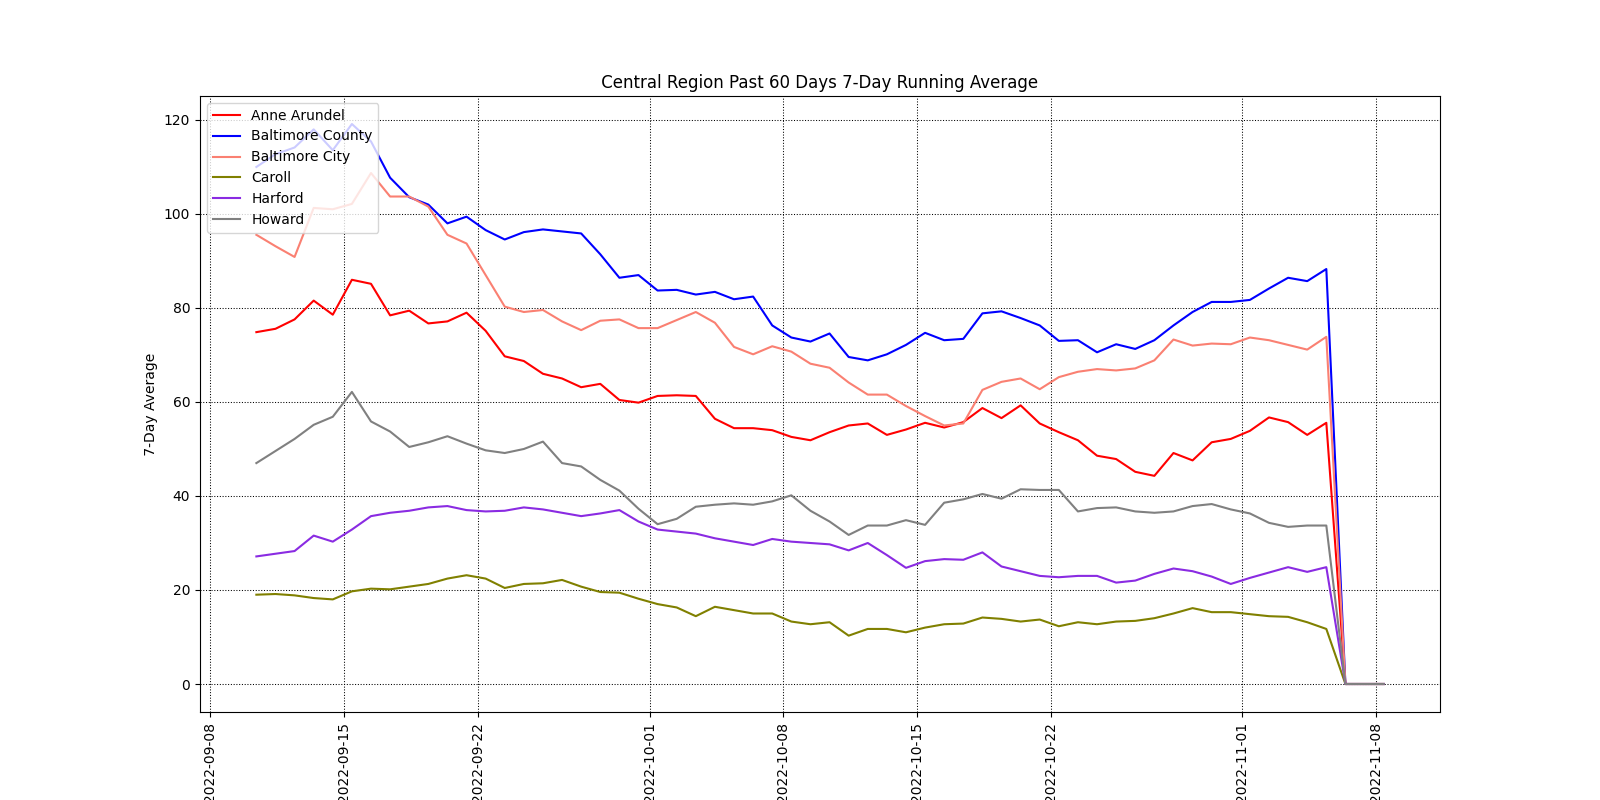 Central Region Past 60 Days 7-Day Running Average
Anne Arundel
Baltimore County
Baltimore City
Caroll
Harford
Howard
7-Day Average
120
100
80
60
40
20
0
2022-09-08
2022-09-15
2022-09-22
2022-10-01
2022-10-08
2022-10-15
2022-10-22
2022-11-01
2022-11-08